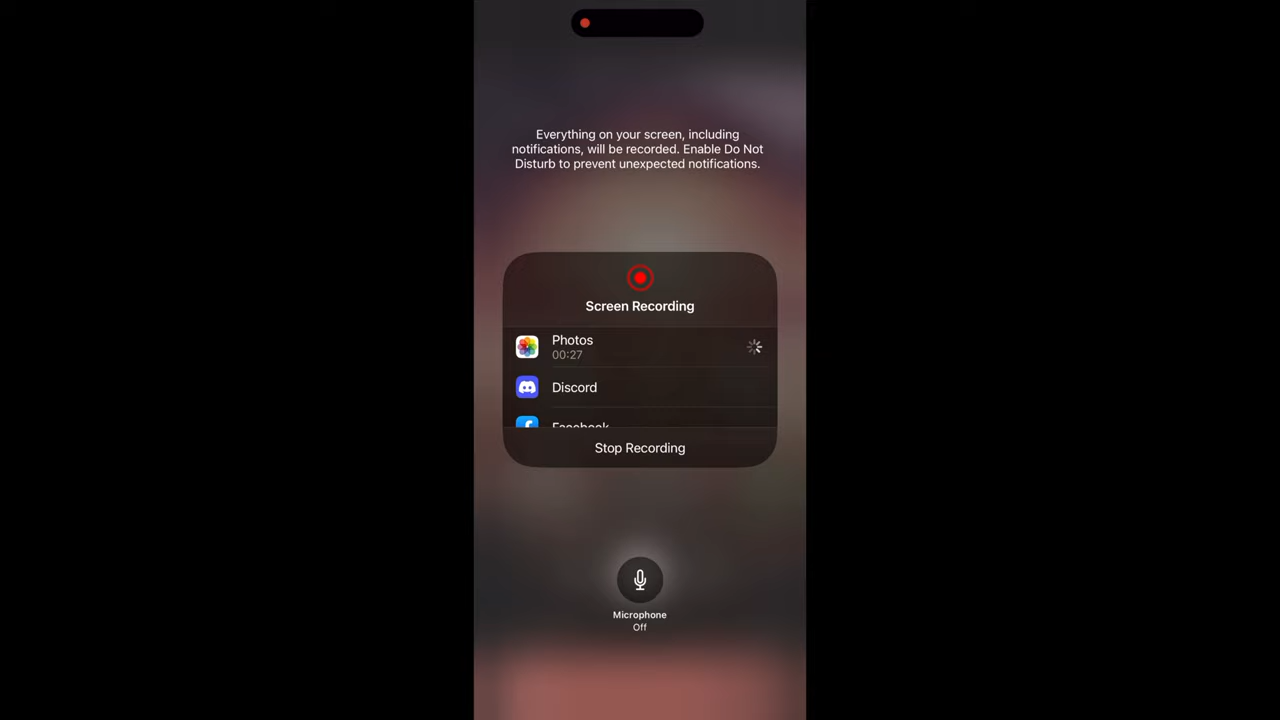 Everything on your screen, including
notifications, will be recorded. Enable Do Not
Disturb to prevent unexpected notifications.
Screen Recording
Photos
00:27
Discord
Facebook
Stop Recording
Microphone
Off